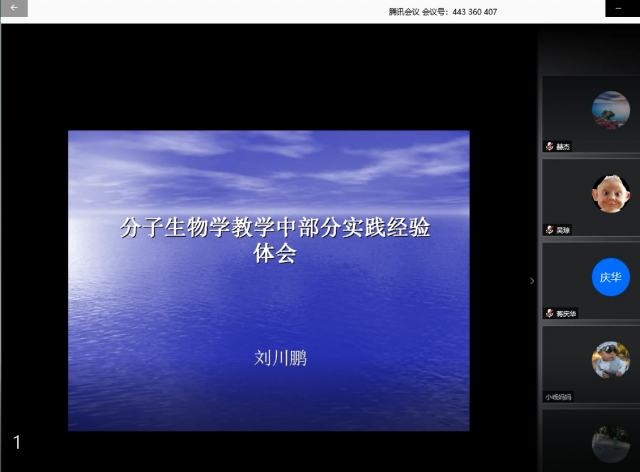 腾讯会议 会议号：443 360 407
分子生物学教学中部分实践经验
体会
刘川鹏
1
赫杰
吴琼
庆华
蒋庆华
小杨妈妈